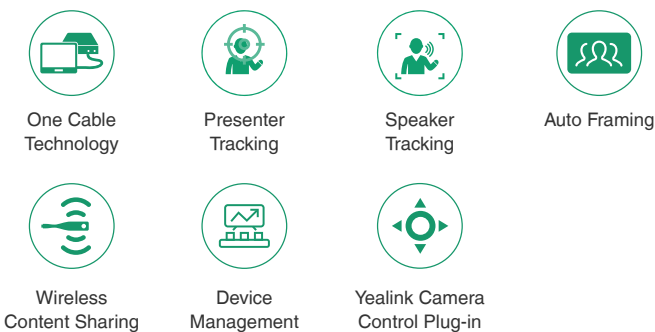 One Cable
Technology
Presenter
Tracking
Speaker
Tracking
Auto Framing
Wireless
Content Sharing
Device
Management
Yealink Camera
Control Plug-in